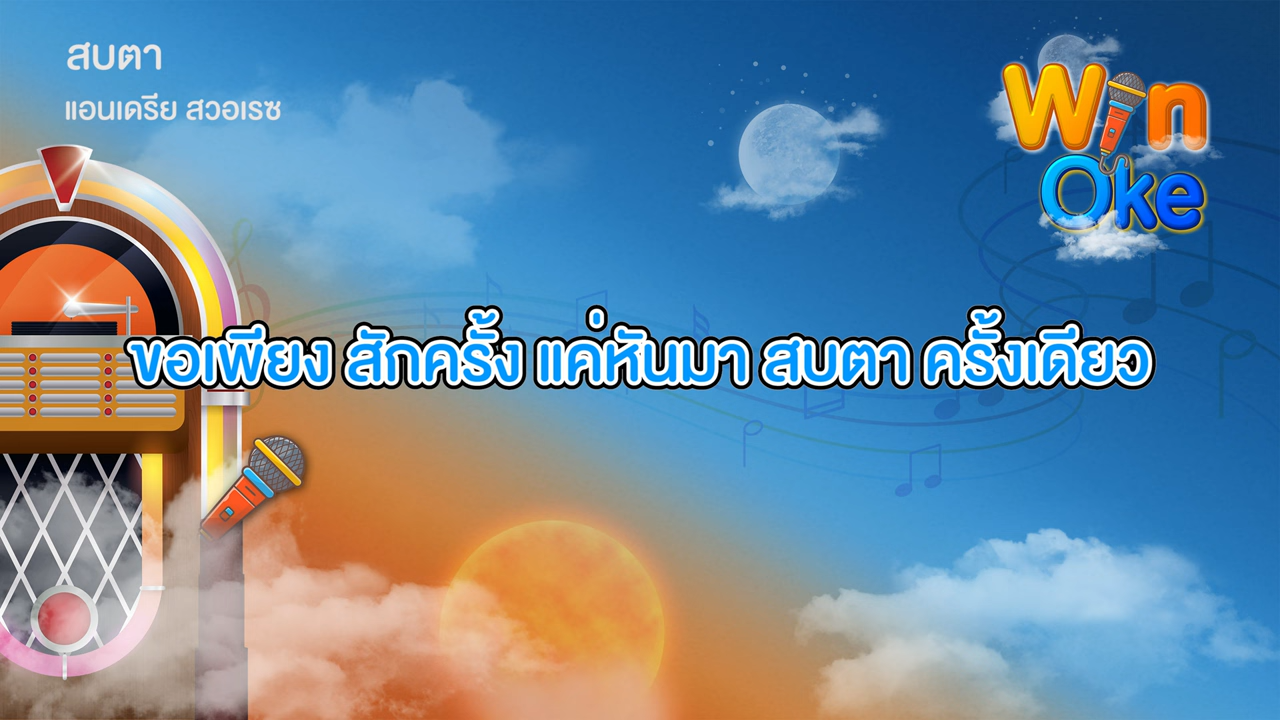 สบตา
แอนเดรีย สวอเรซ
Win
Oke
ขอเพียง สักครั้ง แค่หันมา สบตา ครั้งเดียว